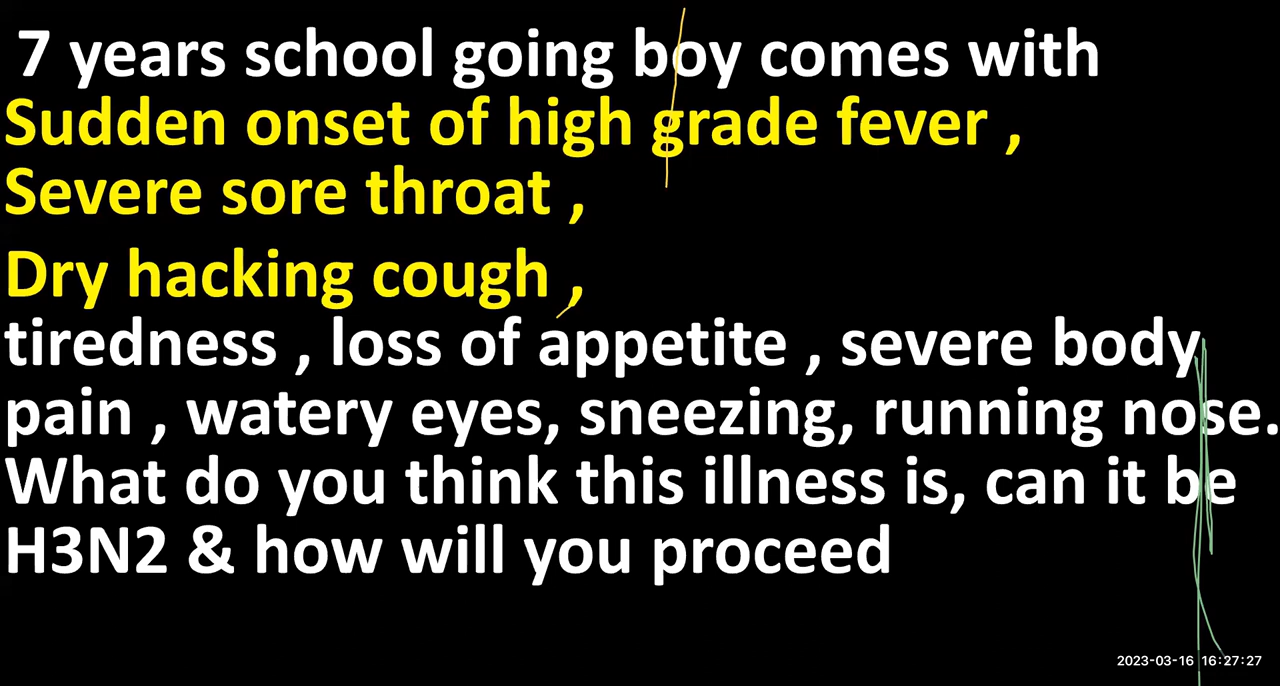 7 years school going boy comes with
Sudden onset of high grade fever ,
Severe sore throat ,
Dry hacking cough ,
tiredness , loss of appetite , severe body
pain , watery eyes, sneezing, running nose.
What do you think this illness is, can it be
H3N2 & how will you proceed
2023-03-16 16:27:27